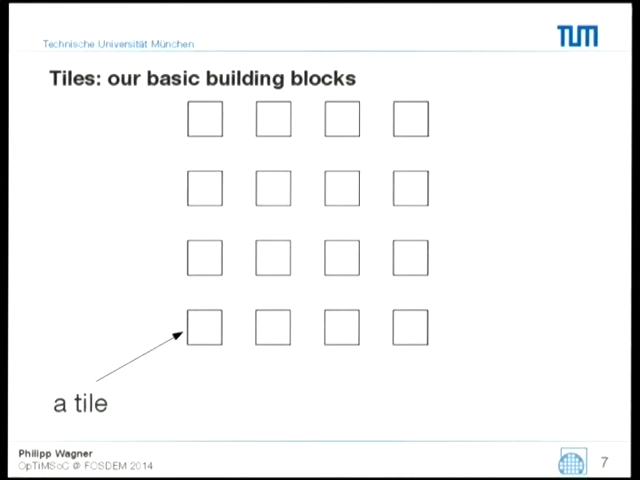 Technische Universität München
TUM
Tiles: our basic building blocks
a tile
Philipp Wagner
OpTiMSoC @ FOSDEM 2014
7